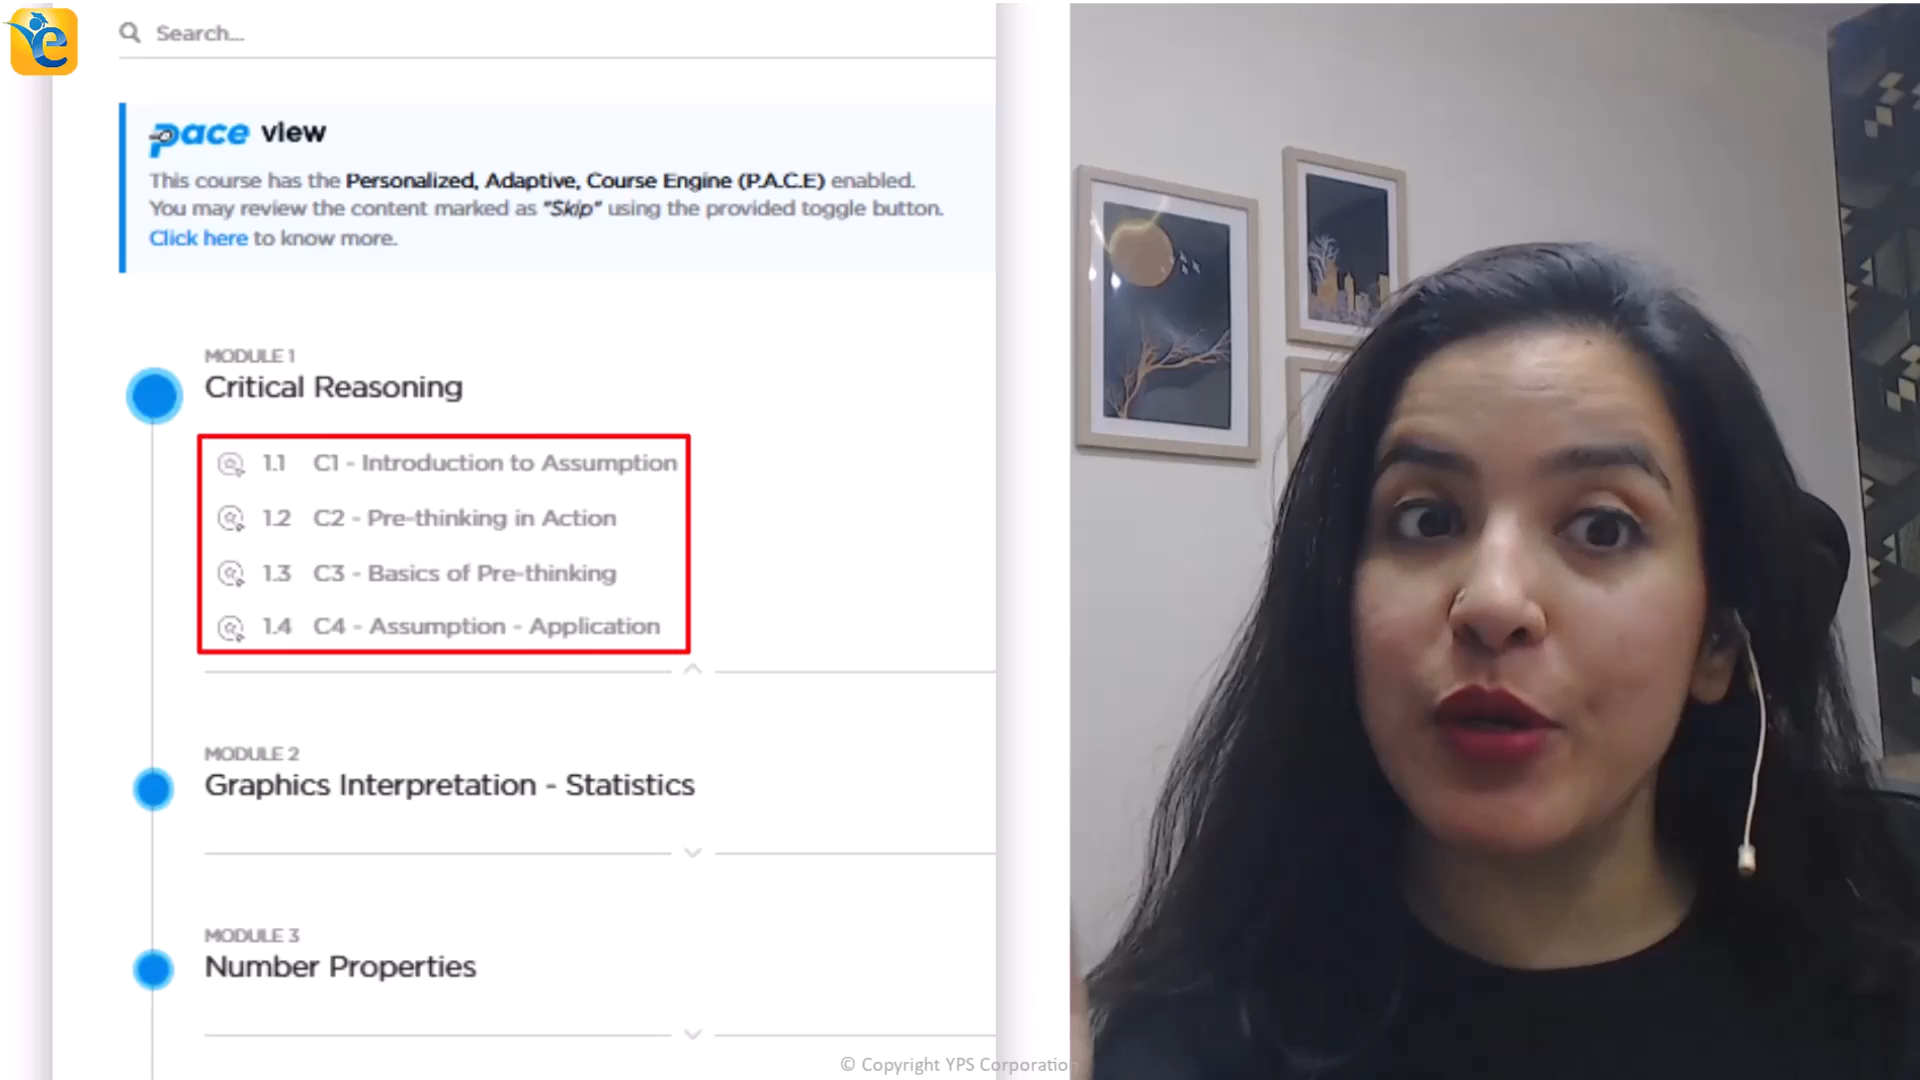 e
Search...
pace view
This course has the Personalized, Adaptive, Course Engine (P.A.C.E) enabled.
You may review the content marked as "Skip" using the provided toggle button.
Click here to know more.
MODULE 1
Critical Reasoning
1.1 C1 - Introduction to Assumption
1.2 C2 - Pre-thinking in Action
1.3 C3 - Basics of Pre-thinking
1.4 C4 - Assumption - Application
MODULE 2
Graphics Interpretation - Statistics
MODULE 3
Number Properties
© Copyright YPS Corporation